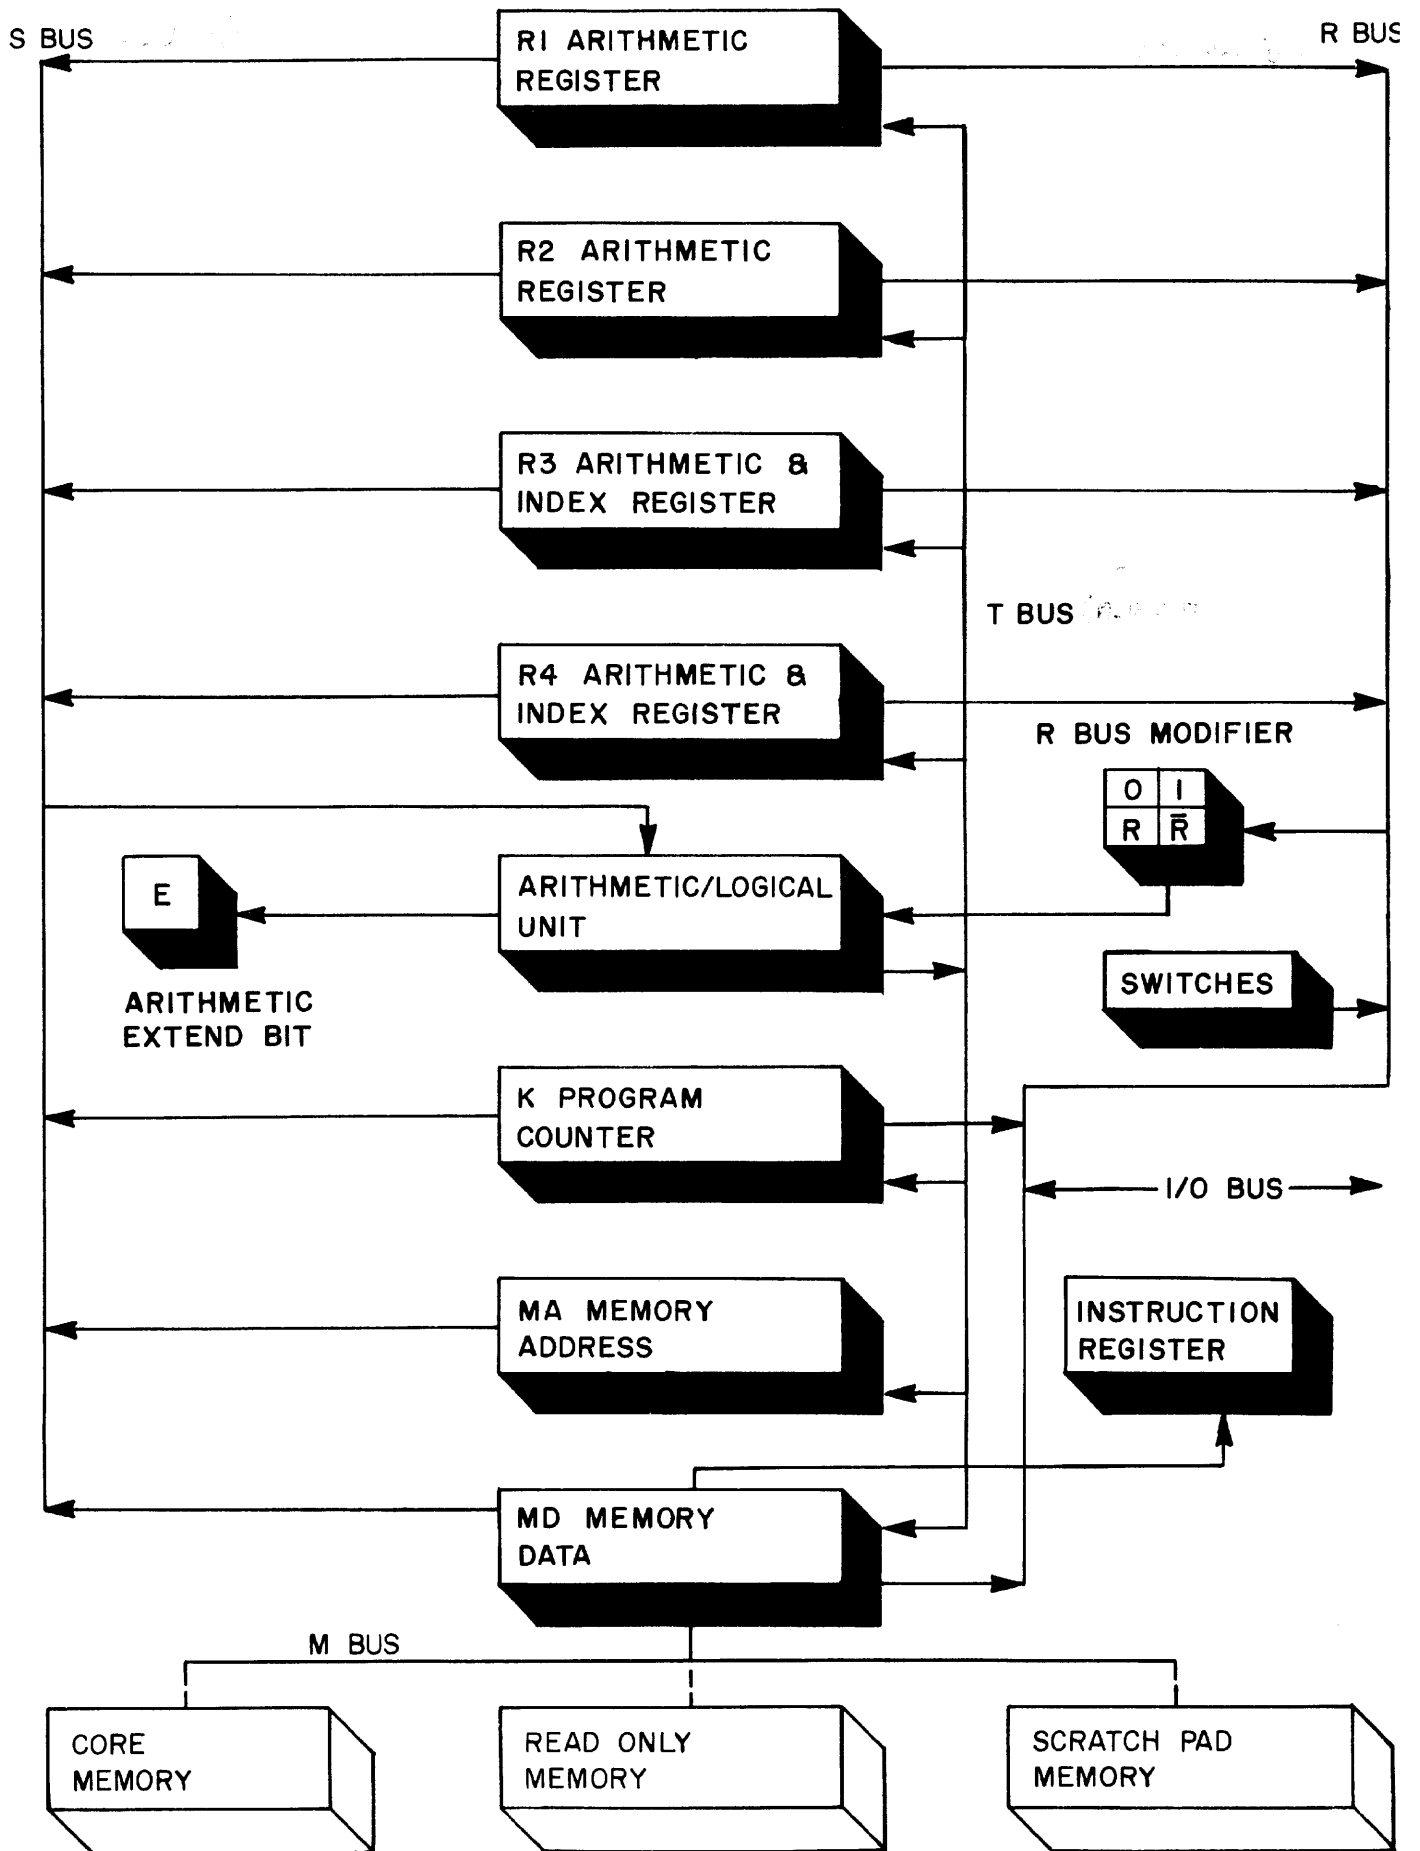 S BUS
R BUS
R1 ARITHMETIC
REGISTER
R2 ARITHMETIC
REGISTER
R3 ARITHMETIC &
INDEX REGISTER
T BUS
R4 ARITHMETIC &
INDEX REGISTER
R BUS MODIFIER
0 1
R R̅
E
ARITHMETIC
EXTEND BIT
ARITHMETIC/LOGICAL
UNIT
SWITCHES
K PROGRAM
COUNTER
I/O BUS
MA MEMORY
ADDRESS
INSTRUCTION
REGISTER
MD MEMORY
DATA
M BUS
CORE
MEMORY
READ ONLY
MEMORY
SCRATCH PAD
MEMORY